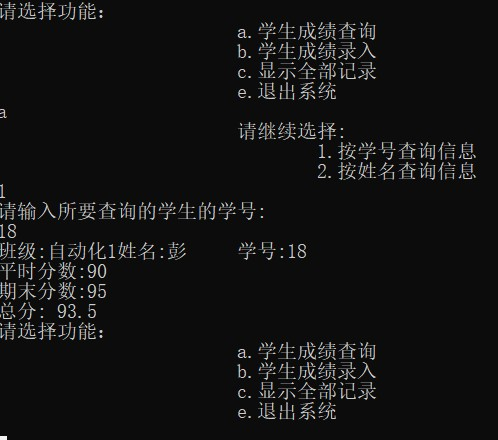 请选择功能:
a.学生成绩查询
b.学生成绩录入
c.显示全部记录
e.退出系统
a
请继续选择:
1.按学号查询信息
2.按姓名查询信息
1
请输入所要查询的学生的学号:
18
班级:自动化1姓名:彭 学号:18
平时分数:90
期末分数:95
总分: 93.5
请选择功能:
a.学生成绩查询
b.学生成绩录入
c.显示全部记录
e.退出系统